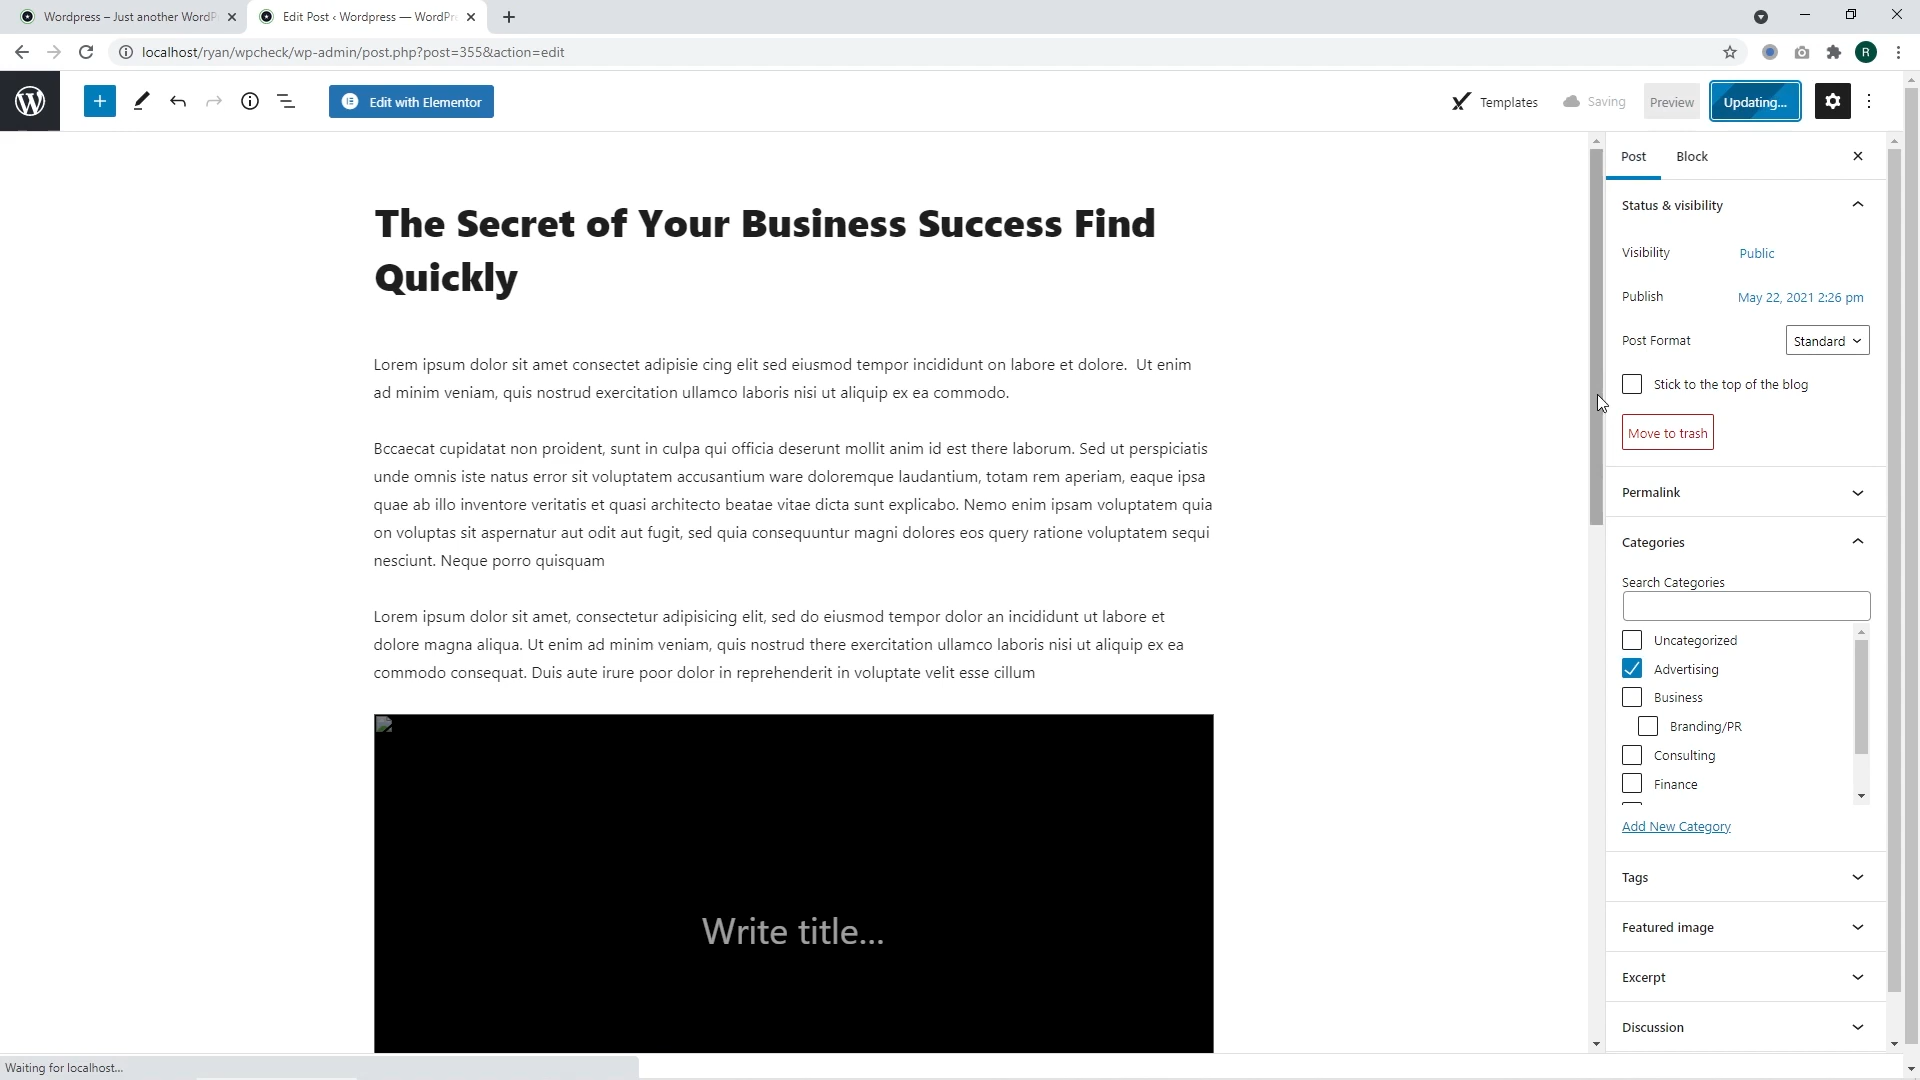 Wordpress – Just another WordP
Edit Post ‹ Wordpress — WordPre
localhost/ryan/wpcheck/wp-admin/post.php?post=355&action=edit
R
Edit with Elementor
Templates
Saving
Preview
Updating...
Post
Block
The Secret of Your Business Success Find
Quickly
Lorem ipsum dolor sit amet consectet adipisie cing elit sed eiusmod tempor incididunt on labore et dolore.  Ut enim
ad minim veniam, quis nostrud exercitation ullamco laboris nisi ut aliquip ex ea commodo.
Bccaecat cupidatat non proident, sunt in culpa qui officia deserunt mollit anim id est there laborum. Sed ut perspiciatis
unde omnis iste natus error sit voluptatem accusantium ware doloremque laudantium, totam rem aperiam, eaque ipsa
quae ab illo inventore veritatis et quasi architecto beatae vitae dicta sunt explicabo. Nemo enim ipsam voluptatem quia
on voluptas sit aspernatur aut odit aut fugit, sed quia consequuntur magni dolores eos query ratione voluptatem sequi
nesciunt. Neque porro quisquam
Lorem ipsum dolor sit amet, consectetur adipisicing elit, sed do eiusmod tempor dolor an incididunt ut labore et
dolore magna aliqua. Ut enim ad minim veniam, quis nostrud there exercitation ullamco laboris nisi ut aliquip ex ea
commodo consequat. Duis aute irure poor dolor in reprehenderit in voluptate velit esse cillum
Write title...
Status & visibility
Visibility
Public
Publish
May 22, 2021 2:26 pm
Post Format
Standard
Stick to the top of the blog
Move to trash
Permalink
Categories
Search Categories
Uncategorized
Advertising
Business
Branding/PR
Consulting
Finance
Add New Category
Tags
Featured image
Excerpt
Discussion
Waiting for localhost...